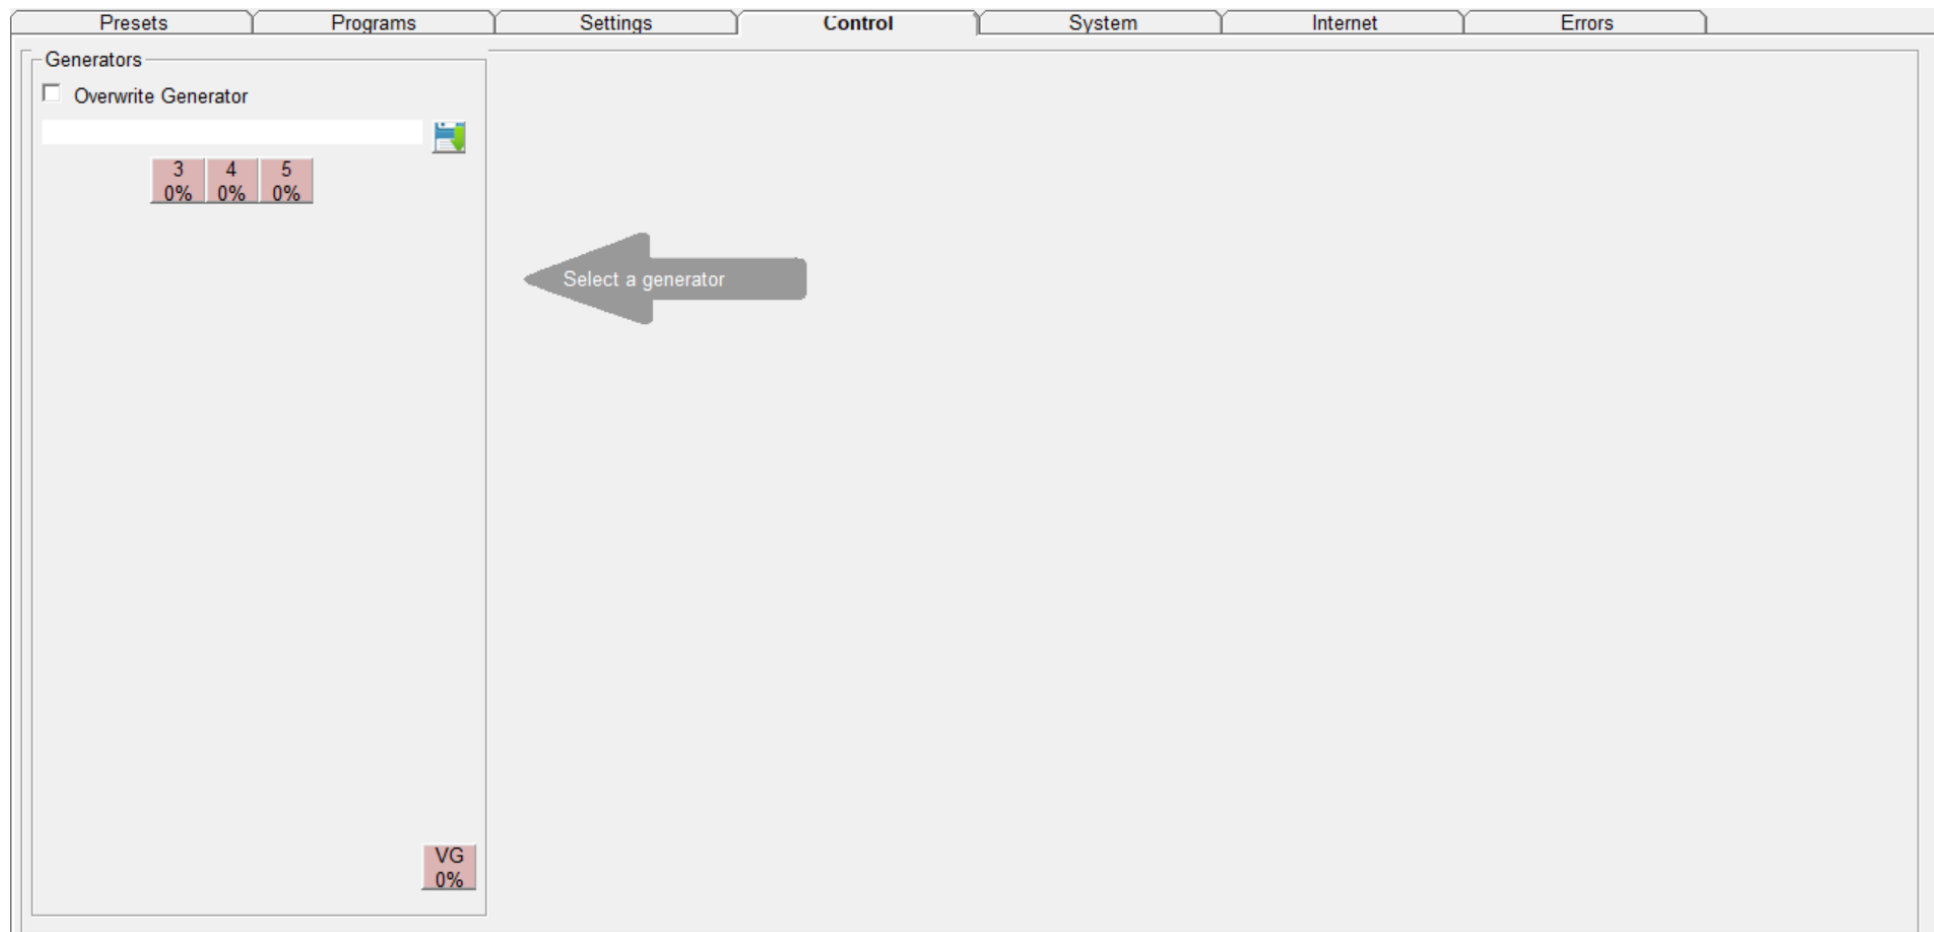 Presets Programs Settings Control System Internet Errors
Generators
Overwrite Generator
3 4 5
0% 0% 0%
Select a generator
VG
0%